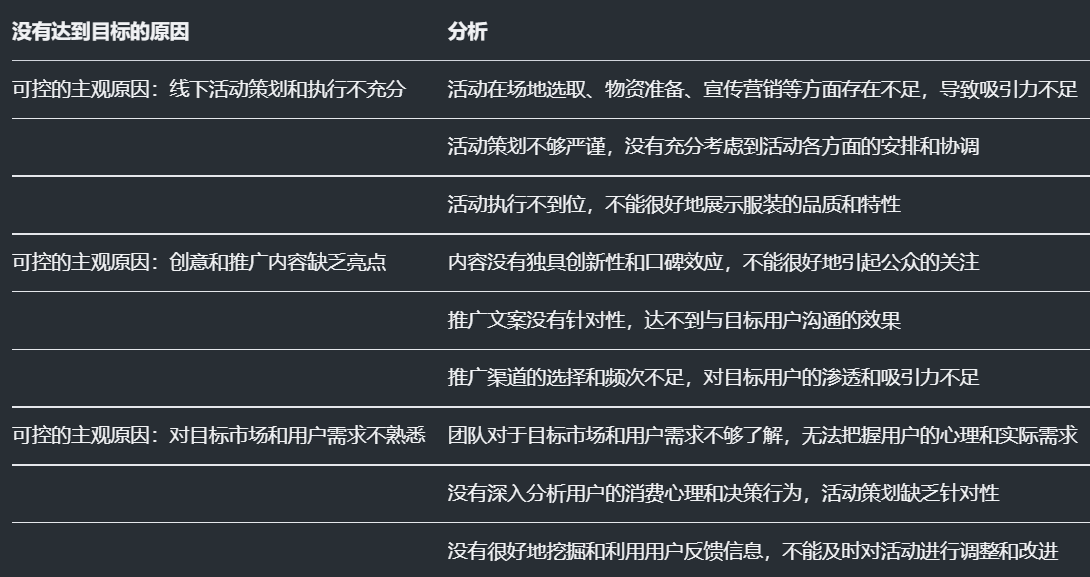 没有达到目标的原因 分析
可控的主观原因：线下活动策划和执行不充分 活动在场地选取、物资准备、宣传营销等方面存在不足，导致吸引力不足
活动策划不够严谨，没有充分考虑到活动各方面的安排和协调
活动执行不到位，不能很好地展示服装的品质和特性
可控的主观原因：创意和推广内容缺乏亮点 内容没有独具创新性和口碑效应，不能很好地引起公众的关注
推广文案没有针对性，达不到与目标用户沟通的效果
推广渠道的选择和频次不足，对目标用户的渗透和吸引力不足
可控的主观原因：对目标市场和用户需求不熟悉 团队对于目标市场和用户需求不够了解，无法把握用户的心理和实际需求
没有深入分析用户的消费心理和决策行为，活动策划缺乏针对性
没有很好地挖掘和利用用户反馈信息，不能及时对活动进行调整和改进